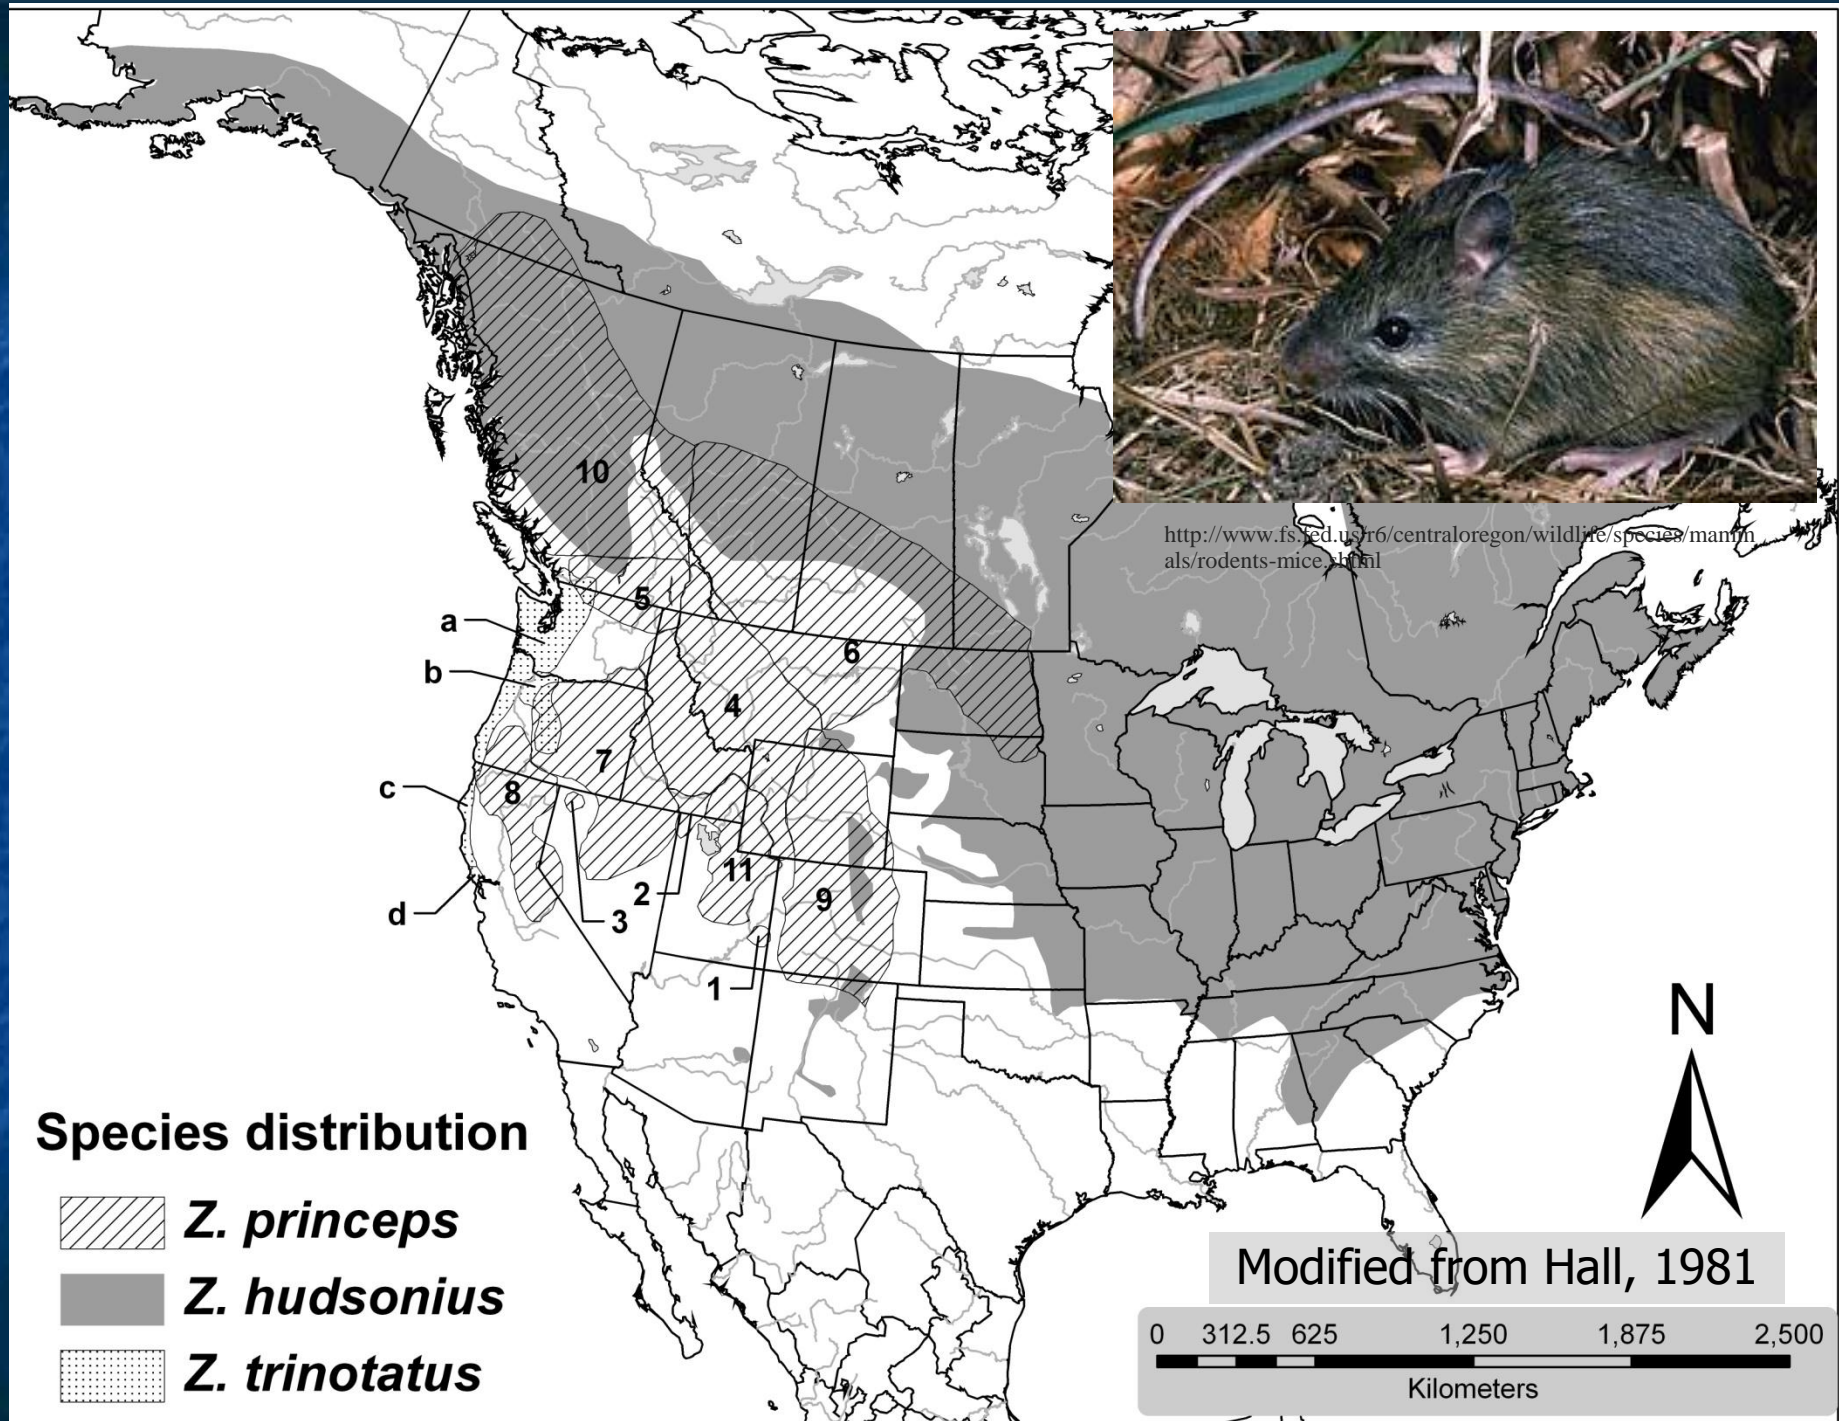 http://www.fs.fed.us/r6/centraloregon/wildlife/species/mamm
als/rodents-mice.shtml
10
5
a
6
b
4
7
c
8
11
2
9
3
d
1
N
Species distribution
Z. princeps
Z. hudsonius
Z. trinotatus
Modified from Hall, 1981
0 312.5 625 1,250 1,875 2,500
Kilometers